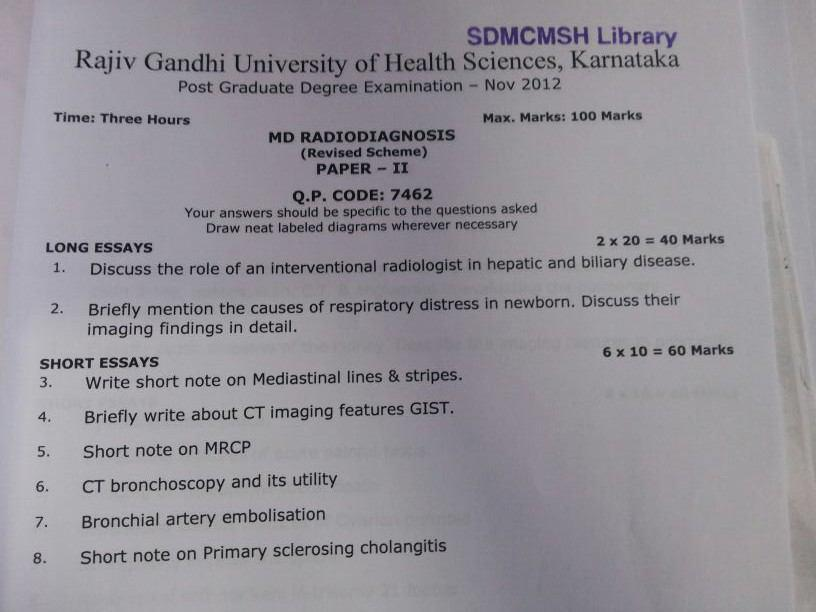 SDMCMSH Library
Rajiv Gandhi University of Health Sciences, Karnataka
Post Graduate Degree Examination – Nov 2012
Time: Three Hours Max. Marks: 100 Marks
MD RADIODIAGNOSIS
(Revised Scheme)
PAPER – II
Q.P. CODE: 7462
Your answers should be specific to the questions asked
Draw neat labeled diagrams wherever necessary
LONG ESSAYS 2 x 20 = 40 Marks
1. Discuss the role of an interventional radiologist in hepatic and biliary disease.
2. Briefly mention the causes of respiratory distress in newborn. Discuss their
imaging findings in detail.
SHORT ESSAYS 6 x 10 = 60 Marks
3. Write short note on Mediastinal lines & stripes.
4. Briefly write about CT imaging features GIST.
5. Short note on MRCP
6. CT bronchoscopy and its utility
7. Bronchial artery embolisation
8. Short note on Primary sclerosing cholangitis